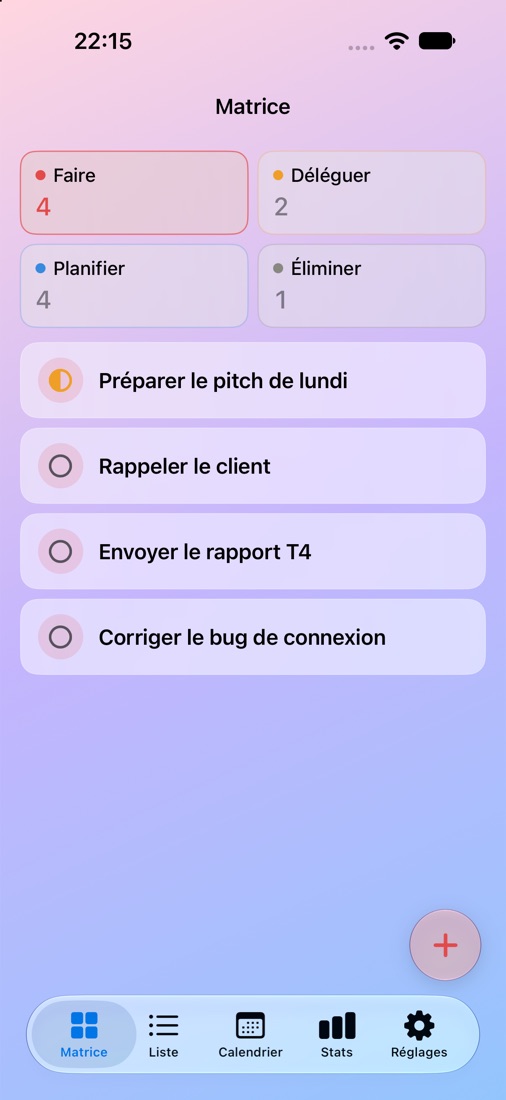 22:15
Matrice
Faire
4
Déléguer
2
Planifier
4
Éliminer
1
Préparer le pitch de lundi
Rappeler le client
Envoyer le rapport T4
Corriger le bug de connexion
+
Matrice
Liste
Calendrier
Stats
Réglages